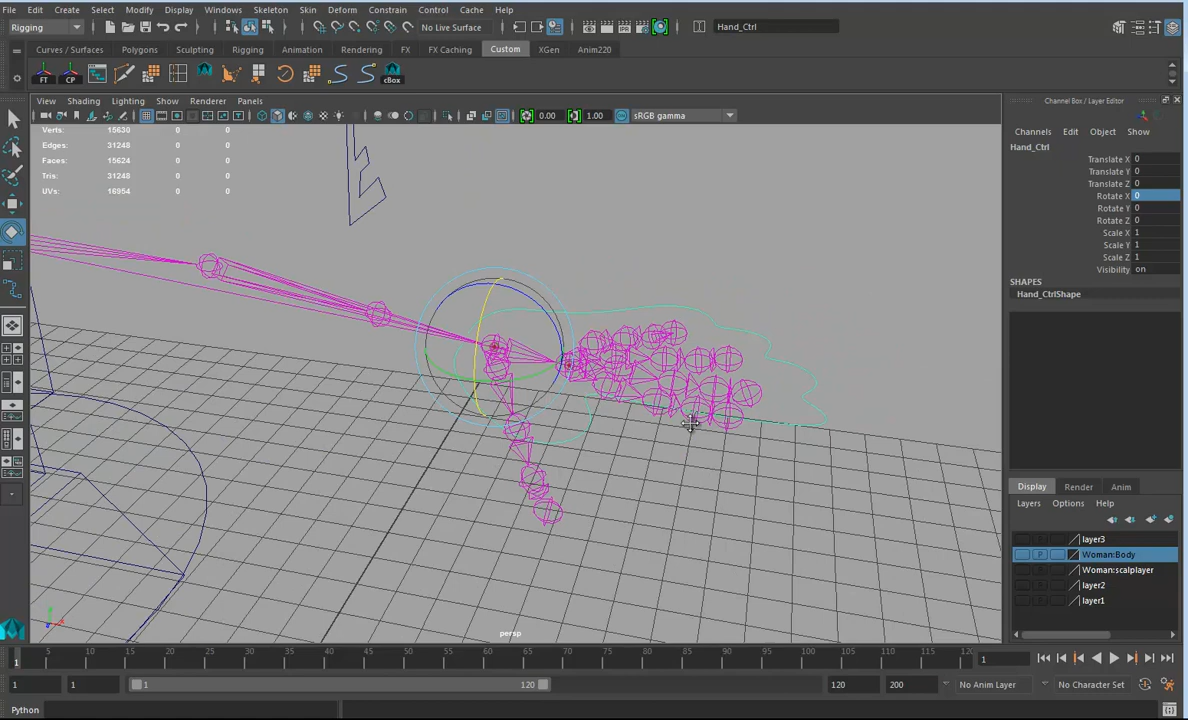 File Edit Create Select Modify Display Windows Skeleton Skin Deform Constrain Control Cache Help
Rigging No Live Surface Hand_Ctrl
Curves / Surfaces Polygons Sculpting Rigging Animation Rendering FX FX Caching Custom XGen Anim220
FT CP cBox
View Shading Lighting Show Renderer Panels
0.00 1.00 sRGB gamma
Verts: 15630 0 0
Edges: 31248 0 0
Faces: 15624 0 0
Tris: 31248 0 0
UVs: 16954 0 0
persp
Channel Box / Layer Editor
Channels Edit Object Show
Hand_Ctrl
Translate X 0
Translate Y 0
Translate Z 0
Rotate X 0
Rotate Y 0
Rotate Z 0
Scale X 1
Scale Y 1
Scale Z 1
Visibility on
SHAPES
Hand_CtrlShape
Display Render Anim
Layers Options Help
layer3
P Woman:Body
Woman:scalplayer
layer2
layer1
5 10 15 20 25 30 35 40 45 50 55 60 65 70 75 80 85 90 95 100 105 110 115 120
1 1
1 1 1 120 120 200 No Anim Layer No Character Set
Python